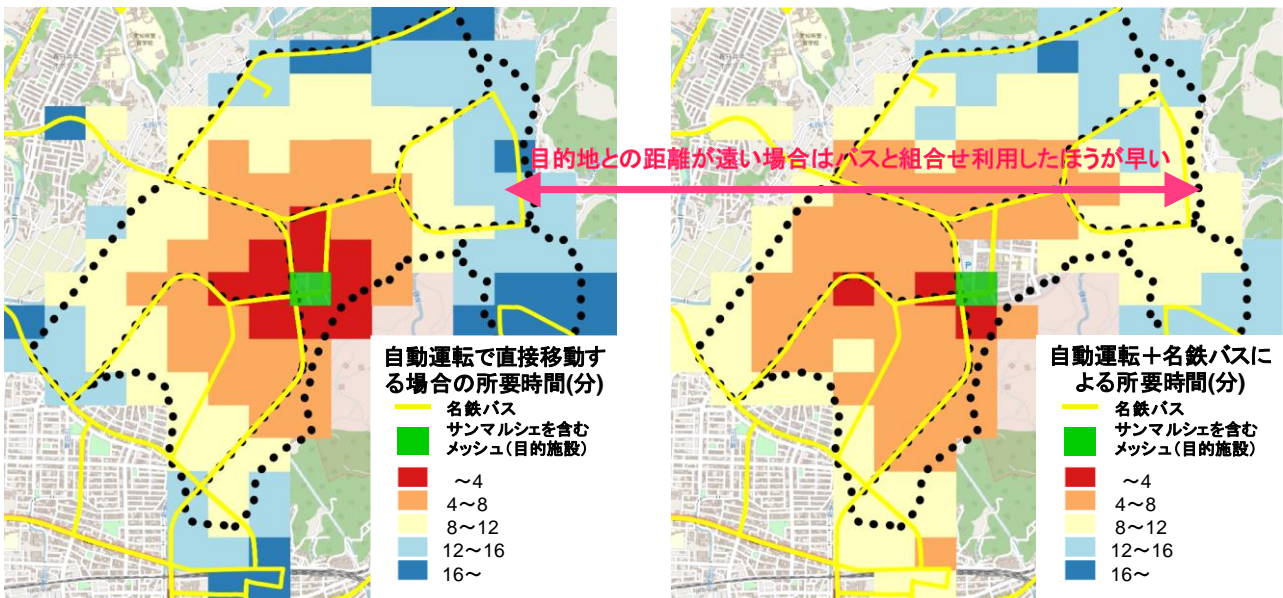 目的地との距離が遠い場合はバスと組合せ利用したほうが早い
自動運転で直接移動す
る場合の所要時間(分)
名鉄バス
サンマルシェを含む
メッシュ(目的施設)
～4
4～8
8～12
12～16
16～
P
自動運転＋名鉄バスに
よる所要時間(分)
名鉄バス
サンマルシェを含む
メッシュ(目的施設)
～4
4～8
8～12
12～16
16～